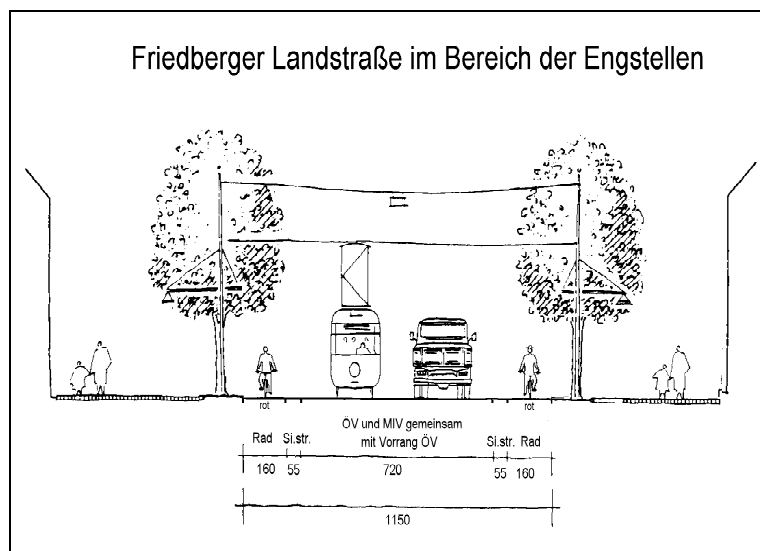 Friedberger Landstraße im Bereich der Engstellen
rot
rot
ÖV und MIV gemeinsam
mit Vorrang ÖV
Rad Si.str. Si.str. Rad
160 55 720 55 160
1150